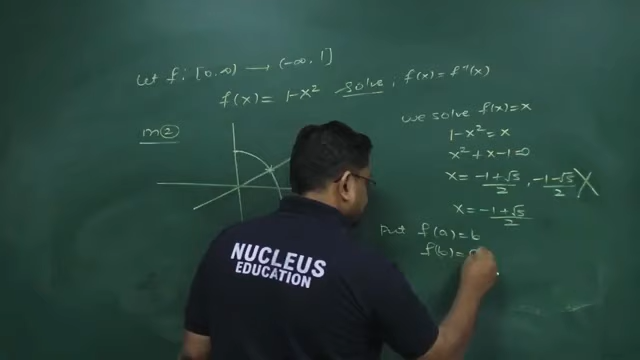 Let f: [0,∞) → (-∞, 1]
f(x) = 1-x² solve, f(x) = f⁻¹(x)
m②
we solve f(x) = x
1-x² = x
x²+x-1=0
x = (-1+√5)/2, (-1-√5)/2 X
x = (-1+√5)/2
Put f(a) = b
f(b) =
NUCLEUS
EDUCATION